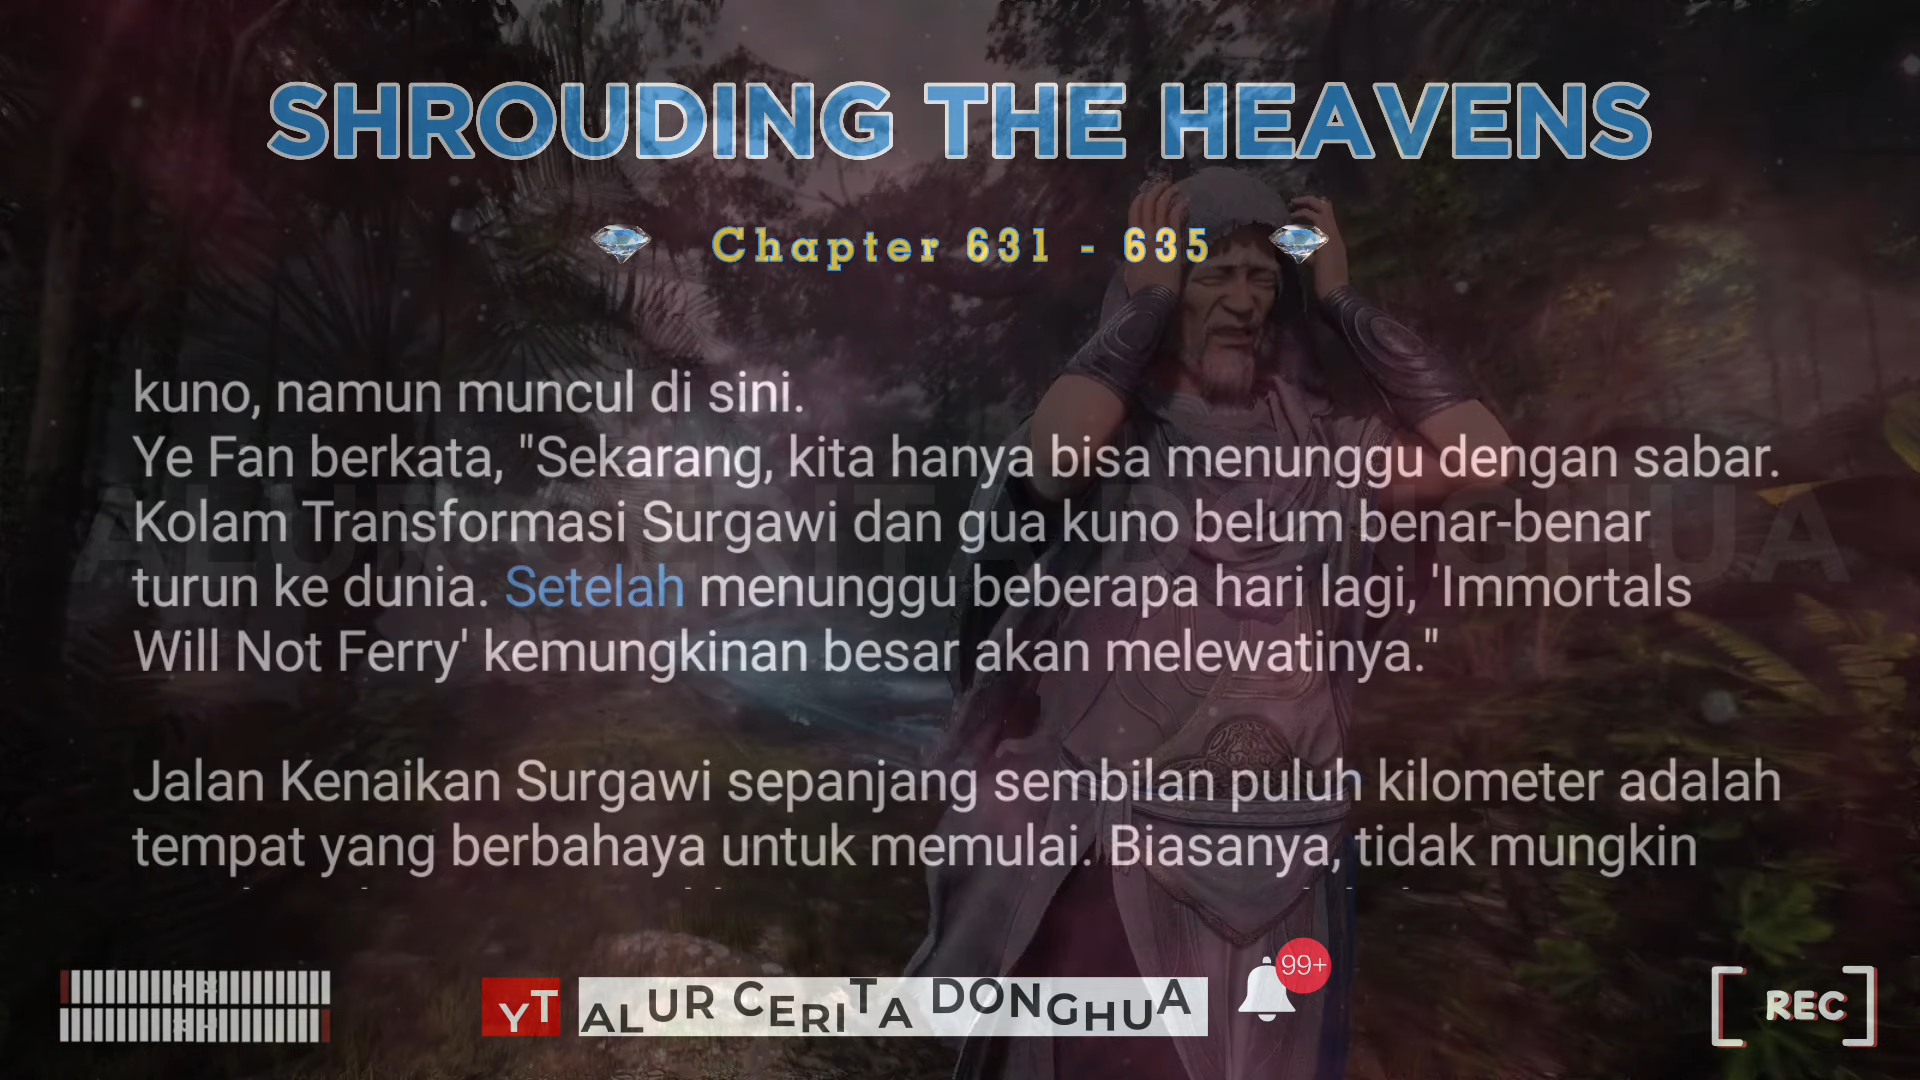 SHROUDING THE HEAVENS
Chapter 631 - 635
kuno, namun muncul di sini.
Ye Fan berkata, "Sekarang, kita hanya bisa menunggu dengan sabar.
Kolam Transformasi Surgawi dan gua kuno belum benar-benar
turun ke dunia. Setelah menunggu beberapa hari lagi, 'Immortals
Will Not Ferry' kemungkinan besar akan melewatinya."
Jalan Kenaikan Surgawi sepanjang sembilan puluh kilometer adalah
tempat yang berbahaya untuk memulai. Biasanya, tidak mungkin
ALUR CERITA DONGHUA
YT ALUR CERITA DONGHUA
99+
REC